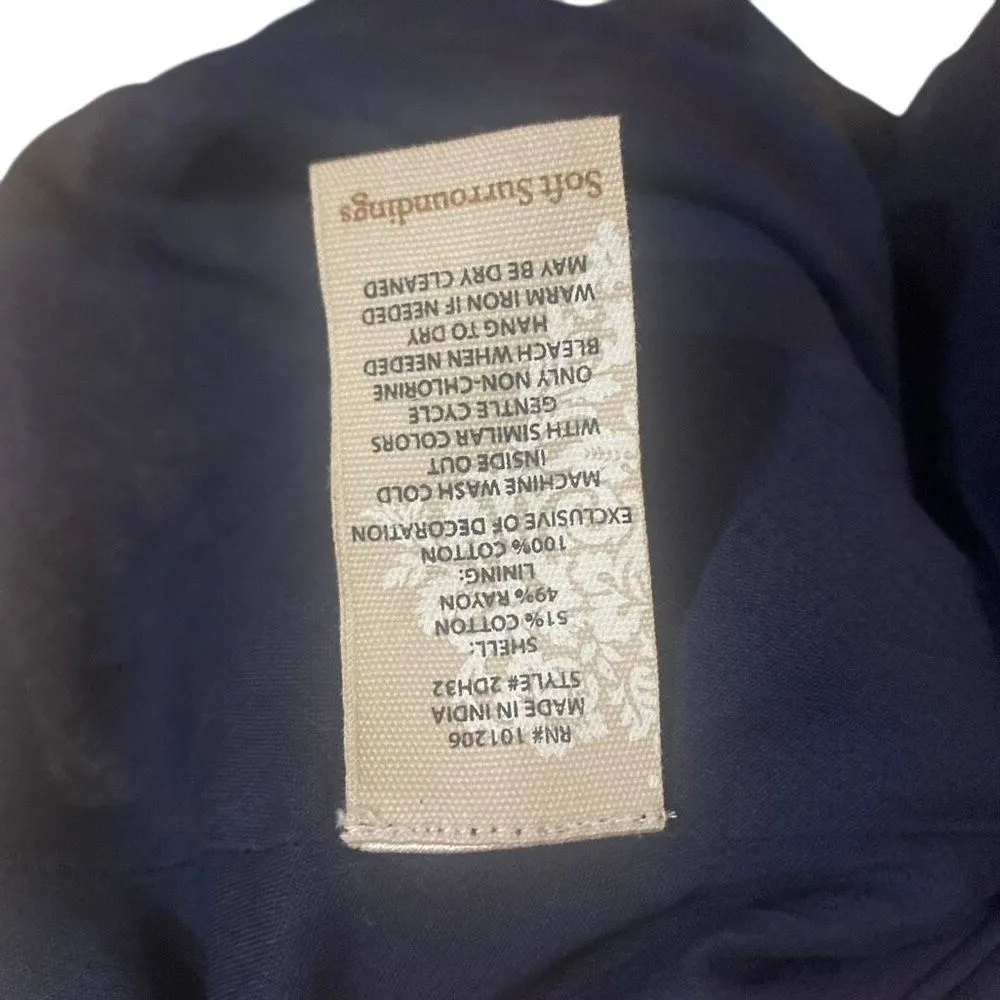 RN# 101206
MADE IN INDIA
STYLE# 2DH32
SHELL:
51% COTTON
49% RAYON
LINING:
100% COTTON
EXCLUSIVE OF DECORATION
MACHINE WASH COLD
INSIDE OUT
WITH SIMILAR COLORS
GENTLE CYCLE
ONLY NON-CHLORINE
BLEACH WHEN NEEDED
HANG TO DRY
WARM IRON IF NEEDED
MAY BE DRY CLEANED
Soft Surroundings